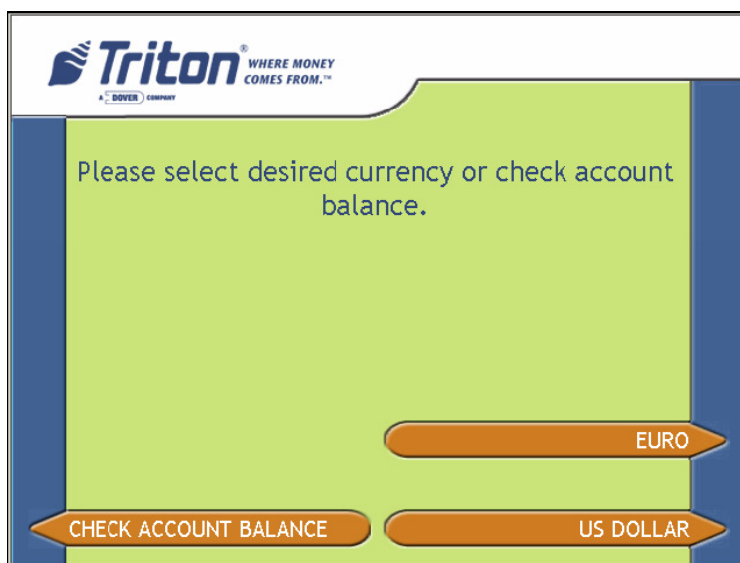 Triton® WHERE MONEY
COMES FROM.™
A DOVER COMPANY
Please select desired currency or check account
balance.
EURO
CHECK ACCOUNT BALANCE
US DOLLAR